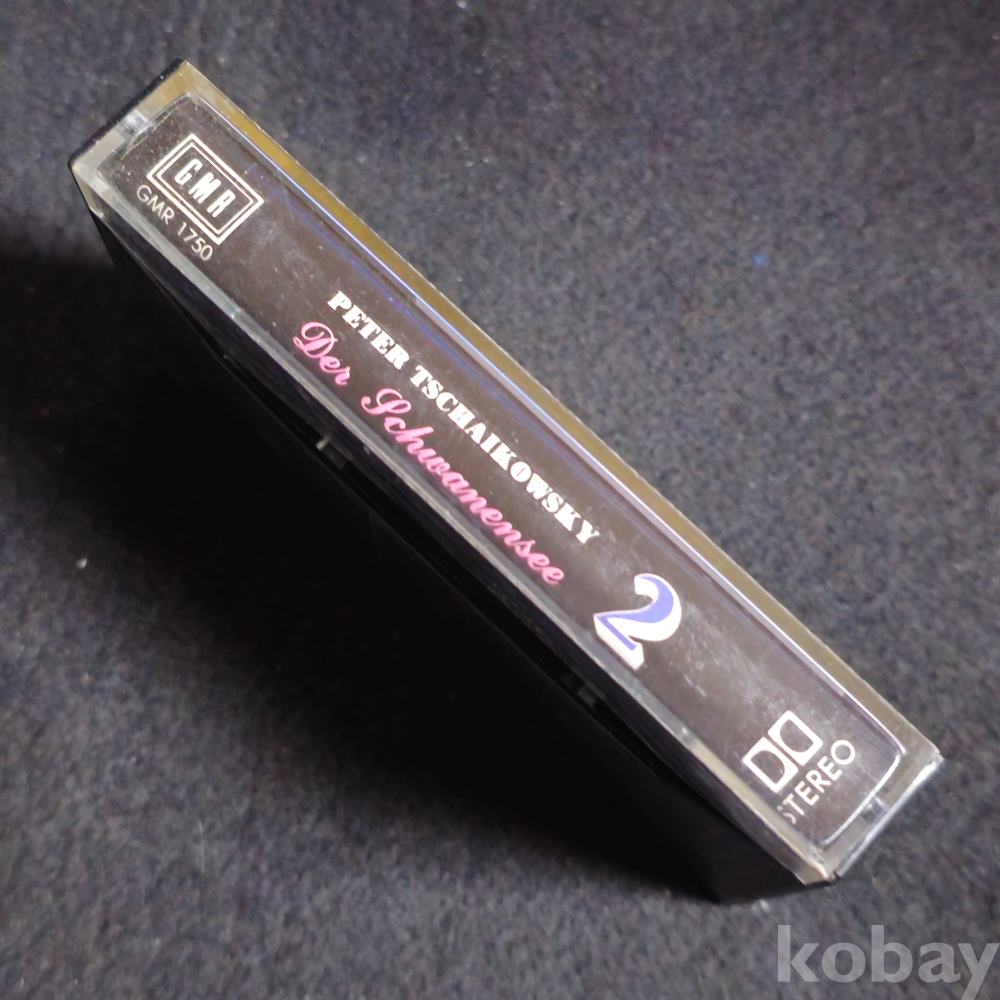 GMR
GMR 1750
PETER TSCHAIKOWSKY
Der Schwanensee
2
STEREO
kobay